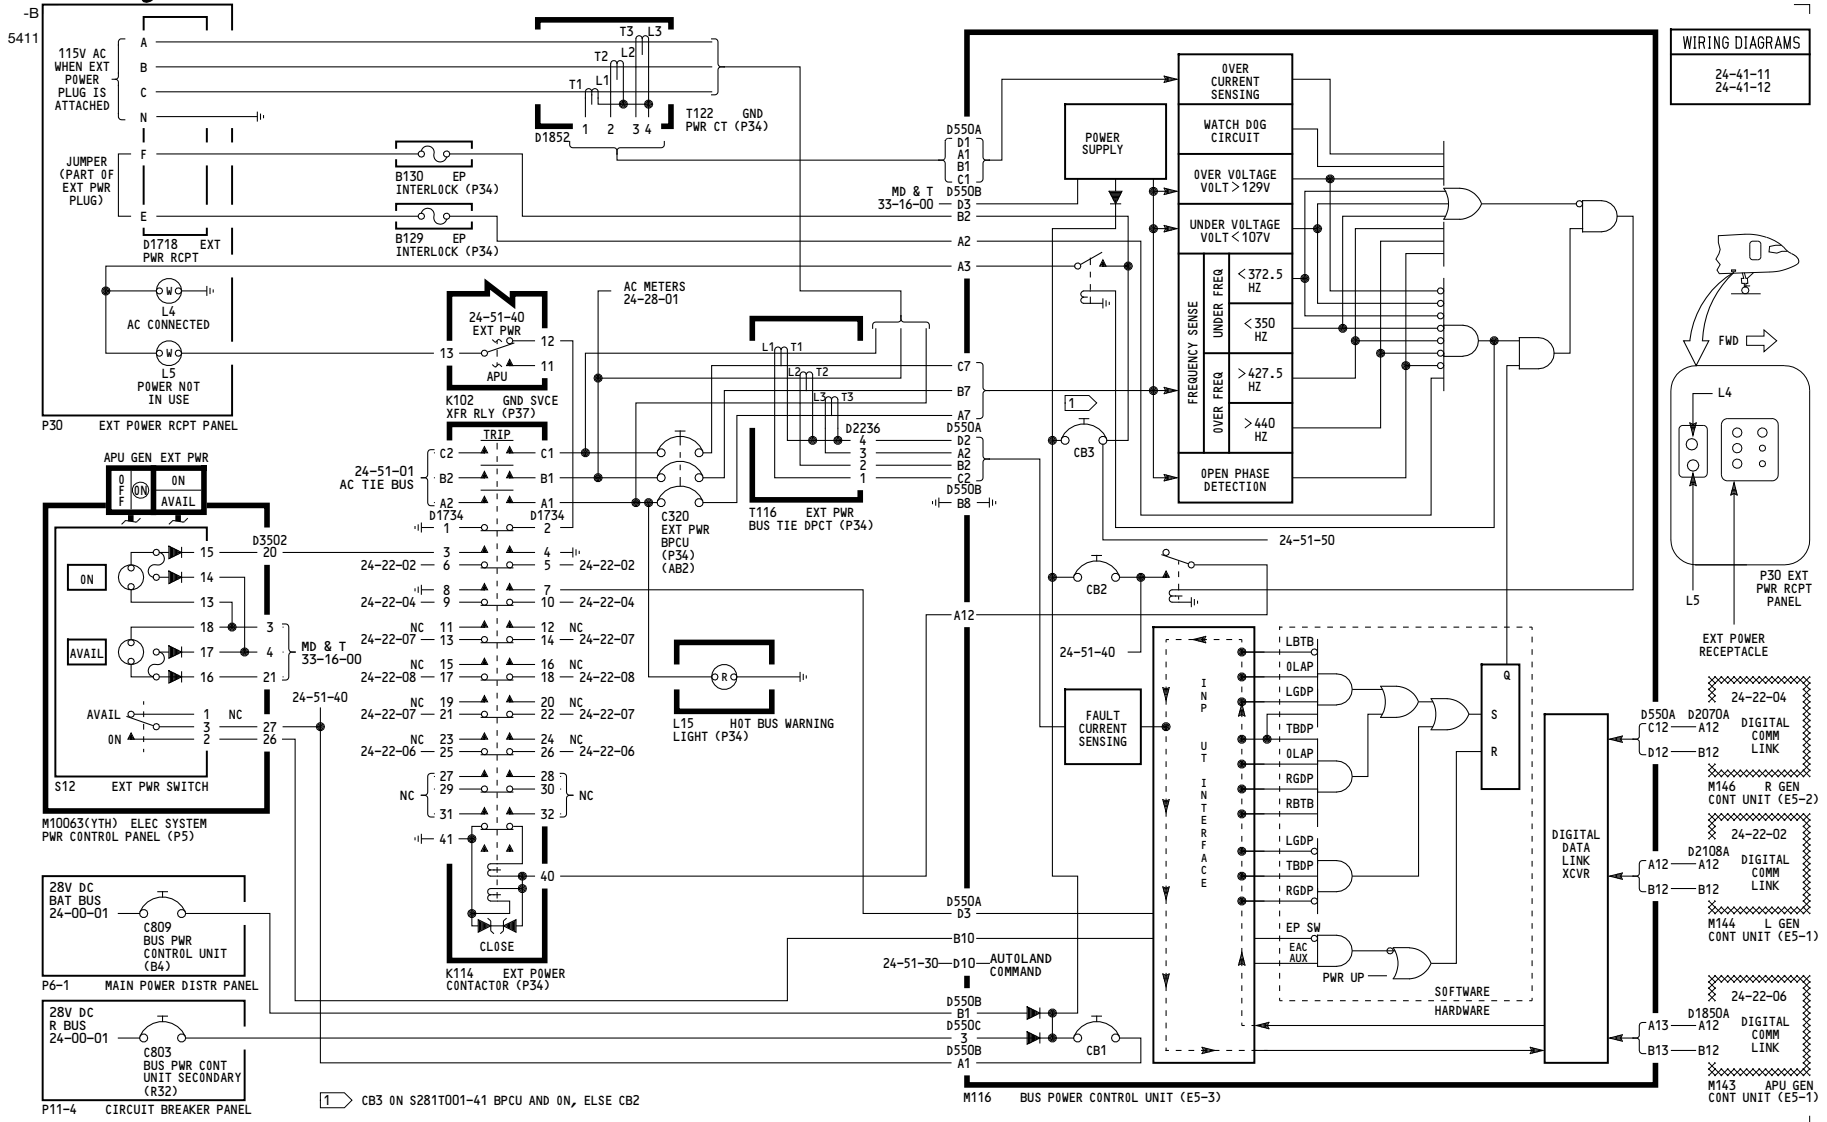 -B
5411
115V AC
WHEN EXT
POWER
PLUG IS
ATTACHED
EXT
A
B
C
N
JUMPER
(PART OF
EXT PWR
PLUG)
F
E
D1718 EXT
PWR RCPT
W
L4
AC CONNECTED
W
L5
POWER NOT
IN USE
P30 EXT POWER RCPT PANEL
B130 EP
INTERLOCK (P34)
B129 EP
INTERLOCK (P34)
T3 L3
T2 L2
T1 L1
1 2 3 4
D1852
T122 GND
PWR CT (P34)
24-51-40
EXT PWR
12
13
11
APU
K102 GND SVCE
XFR RLY (P37)
AC METERS
24-28-01
L1 T1
L2 T2
L3 T3
D2236
4
3
2
1
T116 EXT PWR
BUS TIE DPCT (P34)
TRIP
24-51-01
AC TIE BUS
C2 C1
B2 B1
A2 A1
D1734 D1734
1 2
3 4
24-22-02 6 5 24-22-02
8 7
24-22-04 9 10 24-22-04
NC 11 12 NC
24-22-07 13 14 24-22-07
NC 15 16 NC
24-22-08 17 18 24-22-08
NC 19 20 NC
24-22-07 21 22 24-22-07
NC 23 24 NC
24-22-06 25 26 24-22-06
27 28
NC 29 30 NC
31 32
41
40
CLOSE
K114 EXT POWER
CONTACTOR (P34)
C320
EXT PWR
BPCU
(P34)
(AB2)
R
L15 HOT BUS WARNING
LIGHT (P34)
APU GEN EXT PWR
OFF
ON
ON
AVAIL
D3502
ON
15 20
14
13
AVAIL
18 3
17 4
16 21
MD & T
33-16-00
24-51-40
AVAIL 1 NC
3 27
ON 2 26
S12 EXT PWR SWITCH
M10063(YTH) ELEC SYSTEM
PWR CONTROL PANEL (P5)
28V DC
BAT BUS
24-00-01
C809
BUS PWR
CONTROL UNIT
(B4)
P6-1 MAIN POWER DISTR PANEL
28V DC
R BUS
24-00-01
C803
BUS PWR CONT
UNIT SECONDARY
(R32)
P11-4 CIRCUIT BREAKER PANEL
1 CB3 ON S281T001-41 BPCU AND ON, ELSE CB2
D550A
D1
A1
B1
C1
MD & T
33-16-00
D550B
D3
B2
A2
A3
C7
B7
A7
D550A
D2
A2
B2
C2
D550B
B8
A12
D550A
D3
B10
24-51-30 D10 AUTOLAND
COMMAND
D550B
B1
D550C
3
D550B
A1
M116 BUS POWER CONTROL UNIT (E5-3)
POWER
SUPPLY
OVER
CURRENT
SENSING
WATCH DOG
CIRCUIT
OVER VOLTAGE
VOLT>129V
UNDER VOLTAGE
VOLT<107V
FREQUENCY SENSE
UNDER FREQ
<372.5
HZ
<350
HZ
OVER FREQ
>427.5
HZ
>440
HZ
OPEN PHASE
DETECTION
1
CB3
24-51-50
CB2
24-51-40
FAULT
CURRENT
SENSING
CB1
INPUT INTERFACE
LBTB
OLAP
LGDP
TBDP
OLAP
RGDP
RBTB
LGDP
TBDP
RGDP
EP SW
EAC
AUX
PWR UP
SOFTWARE
HARDWARE
Q
S
R
DIGITAL
DATA
LINK
XCVR
WIRING DIAGRAMS
24-41-11
24-41-12
FWD
L4
L5
P30 EXT
PWR RCPT
PANEL
EXT POWER
RECEPTACLE
24-22-04
DIGITAL
COMM
LINK
D550A D2070A
C12 A12
D12 B12
M146 R GEN
CONT UNIT (E5-2)
24-22-02
DIGITAL
COMM
LINK
D2108A
A12 A12
B12 B12
M144 L GEN
CONT UNIT (E5-1)
24-22-06
DIGITAL
COMM
LINK
D1850A
A13 A12
B13 B12
M143 APU GEN
CONT UNIT (E5-1)